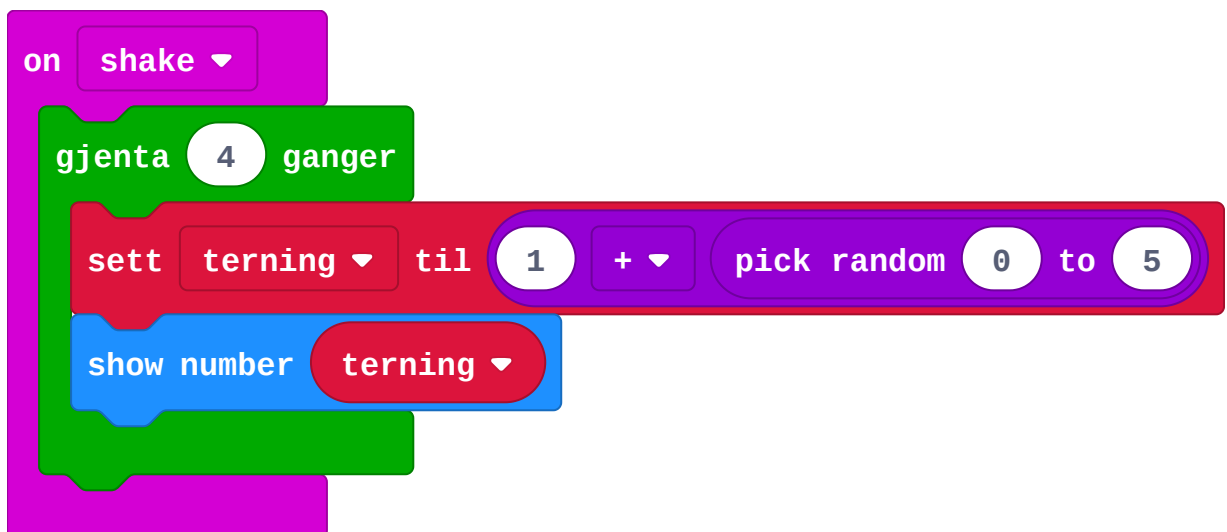 on shake
gjenta 4 ganger
sett terning til 1 + pick random 0 to 5
show number terning